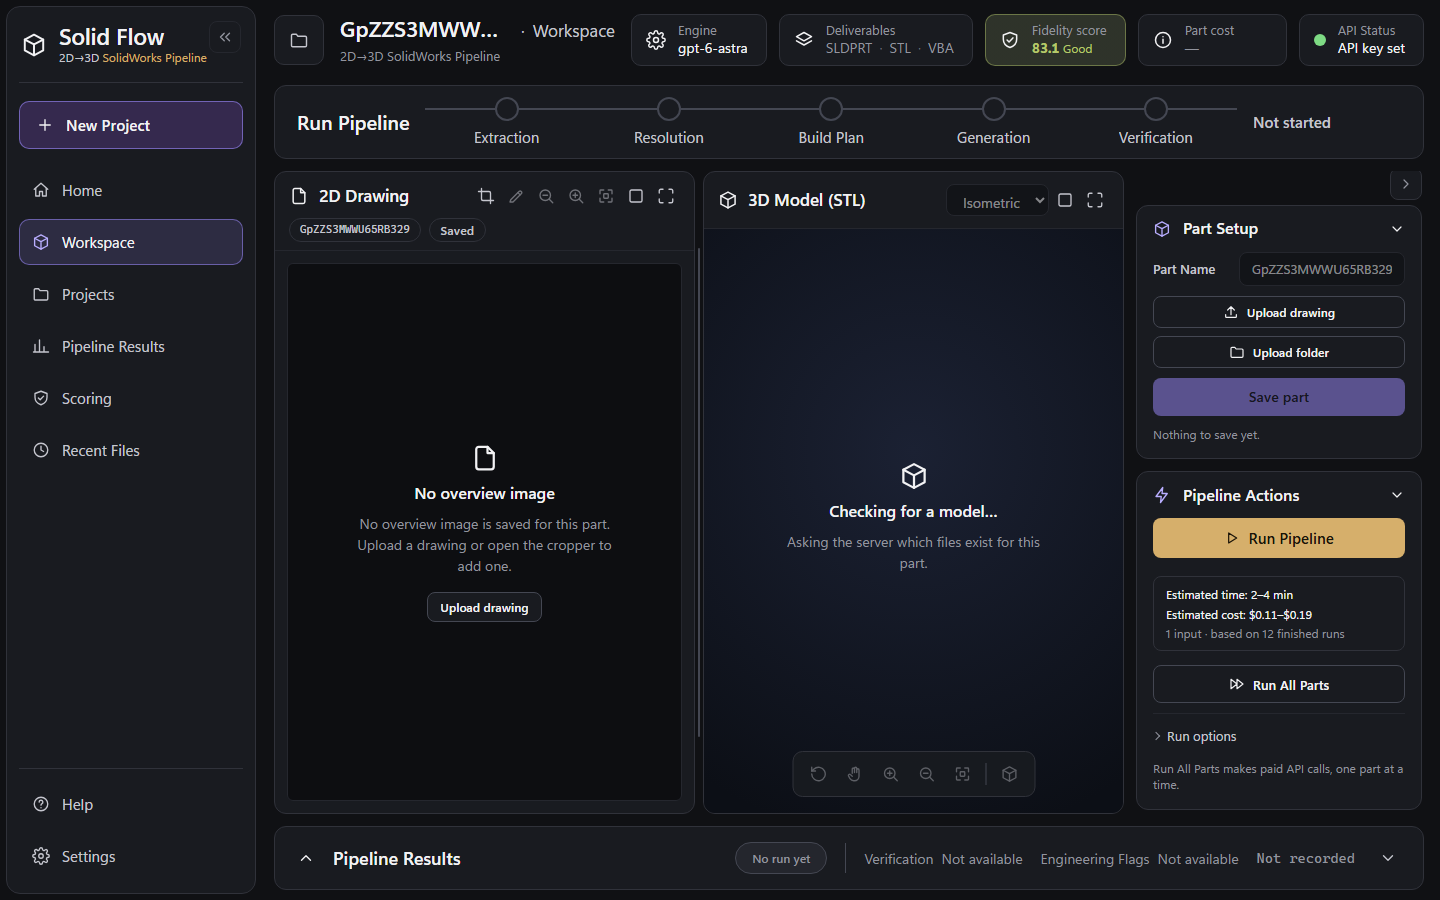 Solid Flow
2D→3D SolidWorks Pipeline
New Project
Home
Workspace
Projects
Pipeline Results
Scoring
Recent Files
Help
Settings
GpZZS3MWW... · Workspace
2D→3D SolidWorks Pipeline
Engine
gpt-6-astra
Deliverables
SLDPRT · STL · VBA
Fidelity score
83.1 Good
Part cost
—
API Status
API key set
Run Pipeline
Extraction
Resolution
Build Plan
Generation
Verification
Not started
2D Drawing
GpZZS3MWWU65RB329
Saved
No overview image
No overview image is saved for this part.
Upload a drawing or open the cropper to
add one.
Upload drawing
3D Model (STL)
Isometric
Checking for a model...
Asking the server which files exist for this
part.
Part Setup
Part Name
GpZZS3MWWU65RB329
Upload drawing
Upload folder
Save part
Nothing to save yet.
Pipeline Actions
Run Pipeline
Estimated time: 2–4 min
Estimated cost: $0.11–$0.19
1 input · based on 12 finished runs
Run All Parts
Run options
Run All Parts makes paid API calls, one part at a
time.
Pipeline Results
No run yet
Verification Not available
Engineering Flags Not available
Not recorded